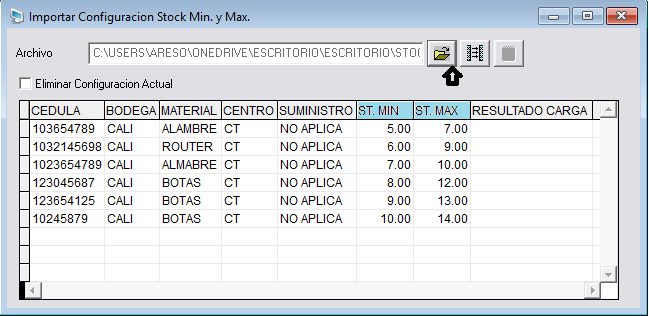 Importar Configuracion Stock Min. y Max.
Archivo C:\USERS\ARESO\ONEDRIVE\ESCRITORIO\ESCRITORIO\STOC
Eliminar Configuracion Actual
CEDULA BODEGA MATERIAL CENTRO SUMINISTRO ST. MIN ST. MAX RESULTADO CARGA
103654789 CALI ALAMBRE CT NO APLICA 5.00 7.00
1032145698 CALI ROUTER CT NO APLICA 6.00 9.00
1023654789 CALI ALMABRE CT NO APLICA 7.00 10.00
123045687 CALI BOTAS CT NO APLICA 8.00 12.00
123654125 CALI BOTAS CT NO APLICA 9.00 13.00
10245879 CALI BOTAS CT NO APLICA 10.00 14.00